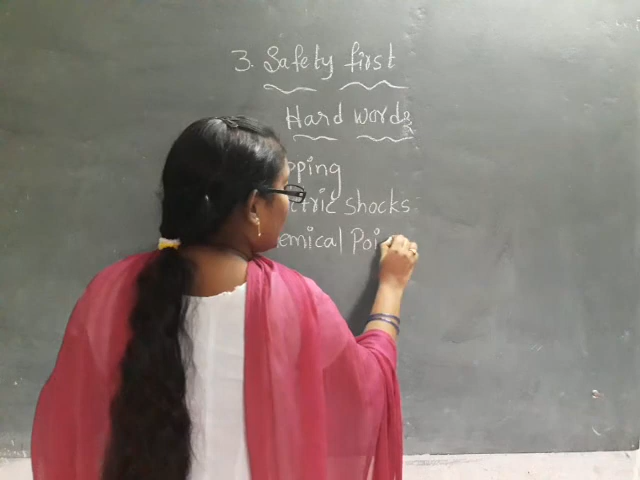 3. Safety first
Hard words
pping
ctric shocks
emical Poi